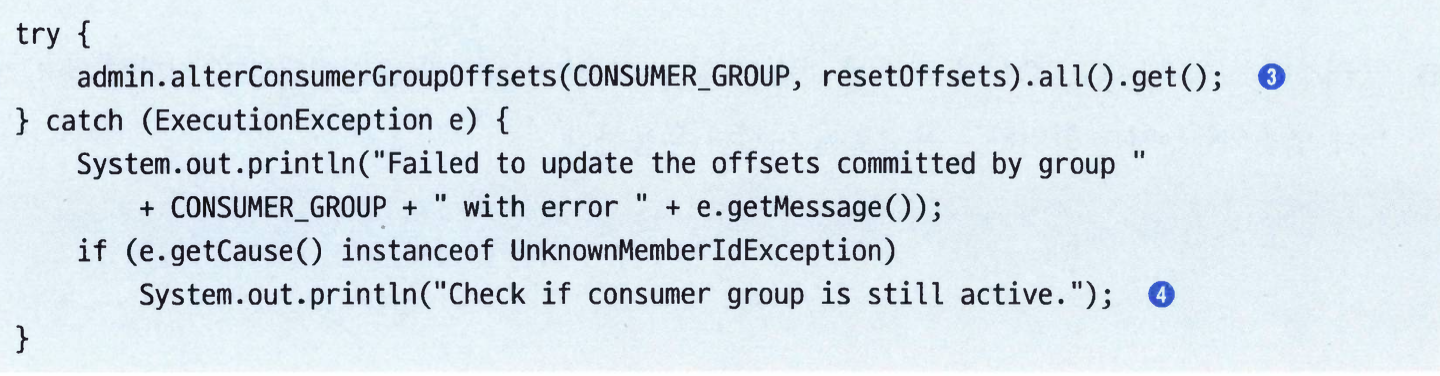 try {
    admin.alterConsumerGroupOffsets(CONSUMER_GROUP, resetOffsets).all().get(); ❸
} catch (ExecutionException e) {
    System.out.println("Failed to update the offsets committed by group "
        + CONSUMER_GROUP + " with error " + e.getMessage());
    if (e.getCause() instanceof UnknownMemberIdException)
        System.out.println("Check if consumer group is still active."); ❹
}